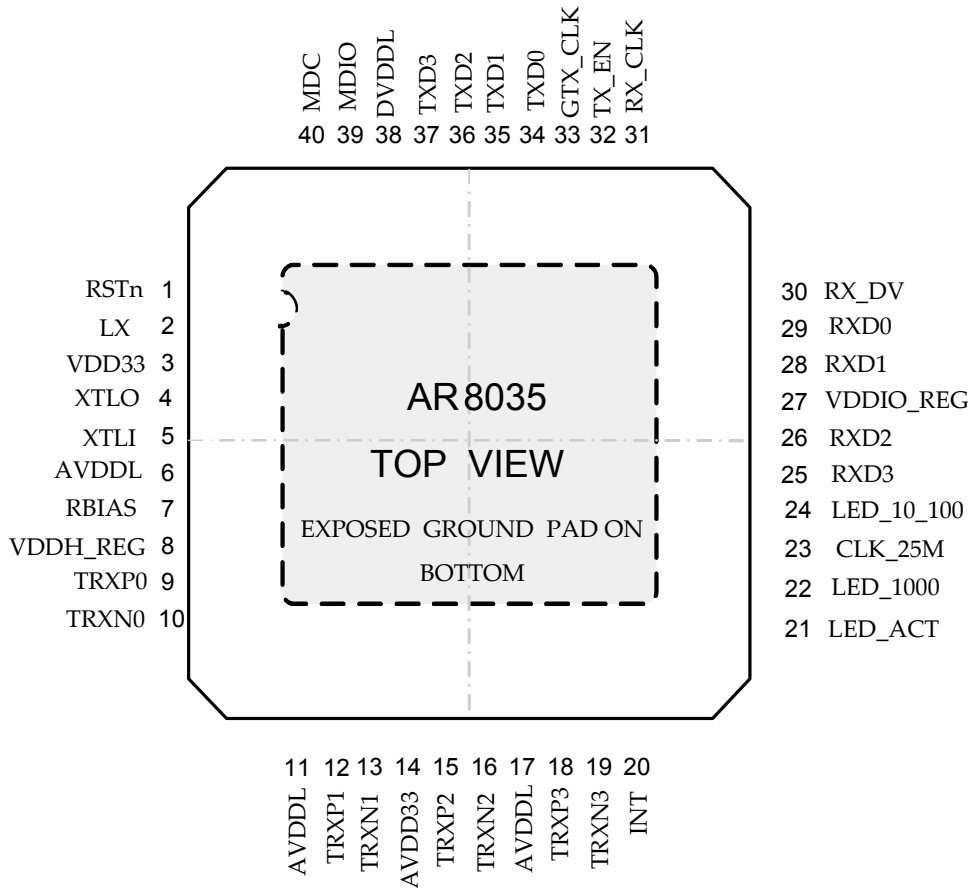 MDC
MDIO
DVDDL
TXD3
TXD2
TXD1
TXD0
GTX_CLK
TX_EN
RX_CLK
40 39 38 37 36 35 34 33 32 31
RSTn 1
LX 2
VDD33 3
XTLO 4
XTLI 5
AVDDL 6
RBIAS 7
VDDH_REG 8
TRXP0 9
TRXN0 10
AR8035
TOP VIEW
EXPOSED GROUND PAD ON
BOTTOM
30 RX_DV
29 RXD0
28 RXD1
27 VDDIO_REG
26 RXD2
25 RXD3
24 LED_10_100
23 CLK_25M
22 LED_1000
21 LED_ACT
11 12 13 14 15 16 17 18 19 20
AVDDL
TRXP1
TRXN1
AVDD33
TRXP2
TRXN2
AVDDL
TRXP3
TRXN3
INT